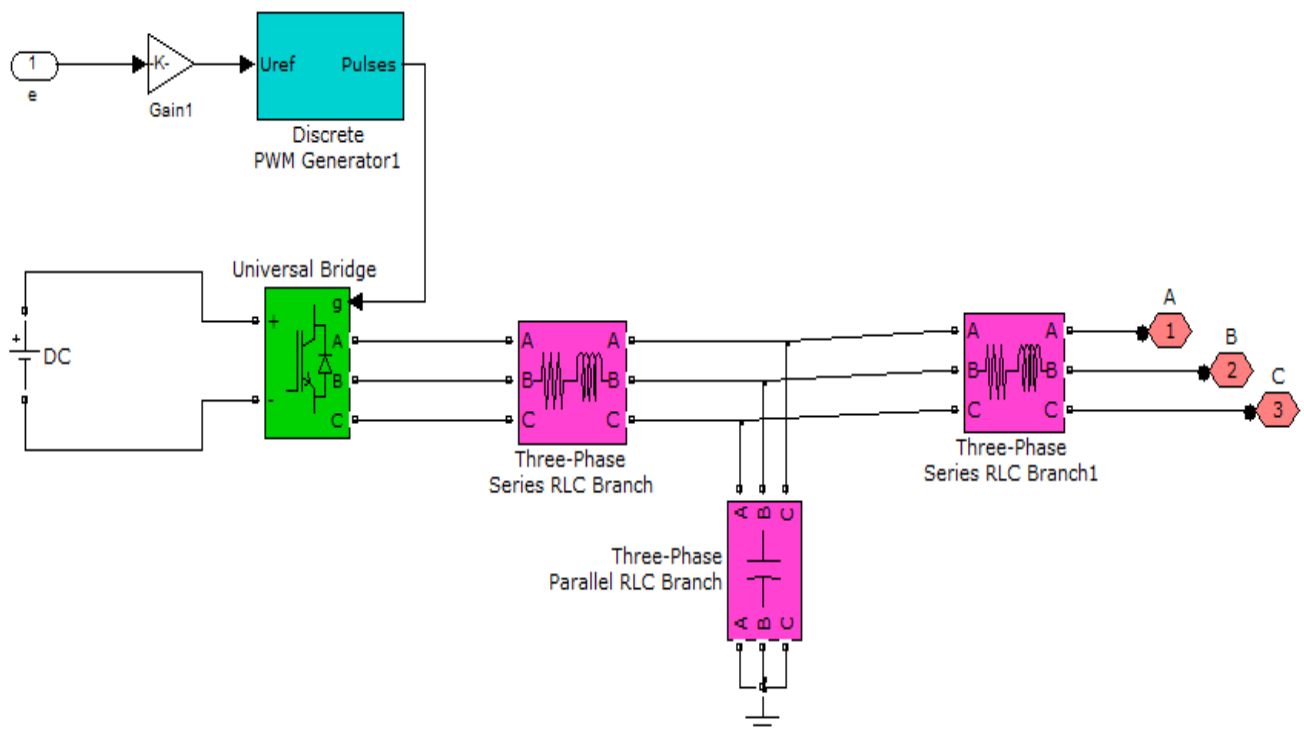 1
e
-K-
Gain1
Uref Pulses
Discrete
PWM Generator1
Universal Bridge
g
+
A
B
-
C
+
DC
A A
B B
C C
Three-Phase
Series RLC Branch
A A
B B
C C
Three-Phase
Series RLC Branch1
A
1
B
2
C
3
A B C
Three-Phase
Parallel RLC Branch
A B C